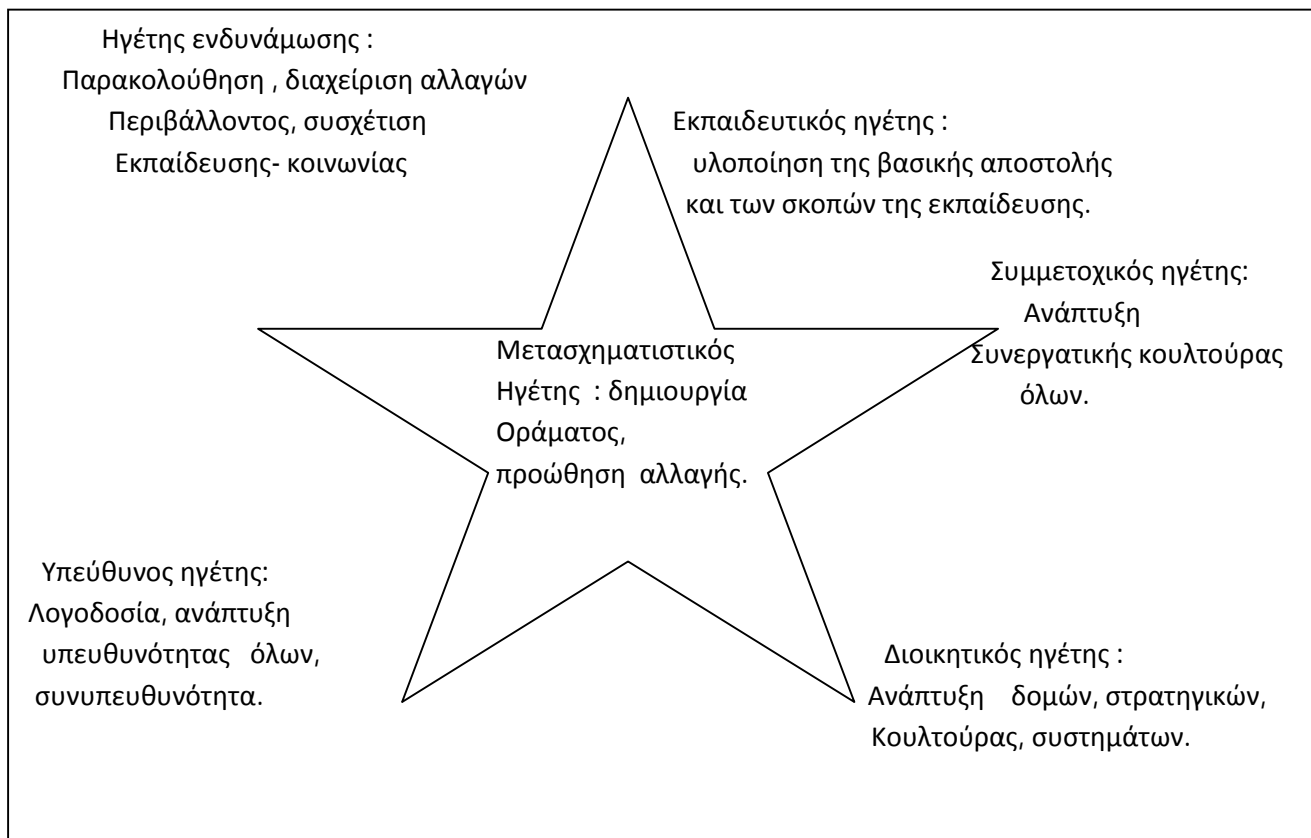 Ηγέτης ενδυνάμωσης :
Παρακολούθηση , διαχείριση αλλαγών
Περιβάλλοντος, συσχέτιση
Εκπαίδευσης- κοινωνίας
Εκπαιδευτικός ηγέτης :
υλοποίηση της βασικής αποστολής
και των σκοπών της εκπαίδευσης.
Συμμετοχικός ηγέτης:
Ανάπτυξη
Συνεργατικής κουλτούρας
όλων.
Μετασχηματιστικός
Ηγέτης : δημιουργία
Οράματος,
προώθηση αλλαγής.
Υπεύθυνος ηγέτης:
Λογοδοσία, ανάπτυξη
υπευθυνότητας όλων,
συνυπευθυνότητα.
Διοικητικός ηγέτης :
Ανάπτυξη δομών, στρατηγικών,
Κουλτούρας, συστημάτων.